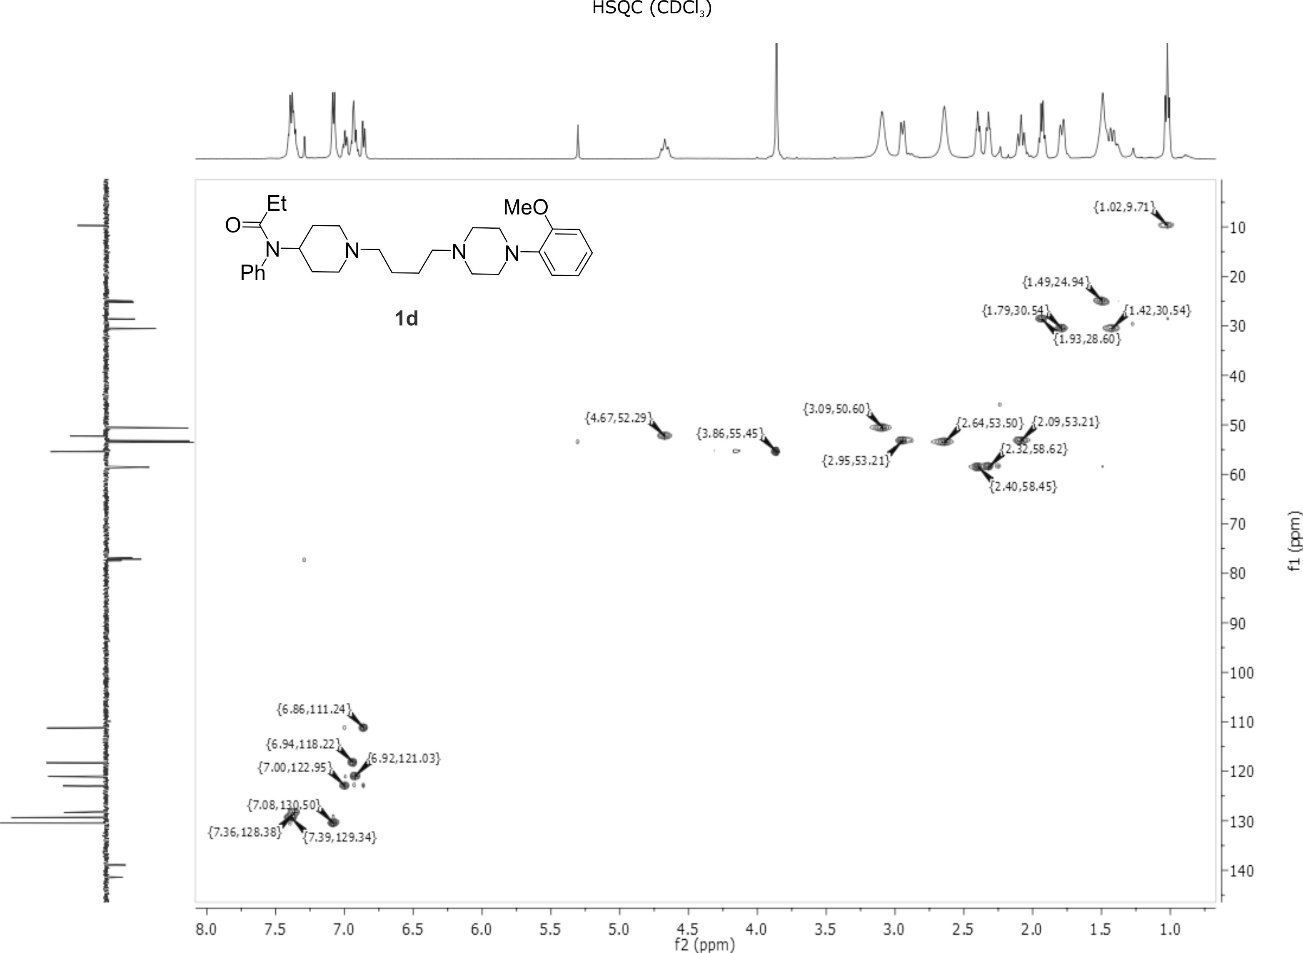 HSQC (CDCl3)
Et
MeO
O
N
N
N
N
Ph
1d
{1.02,9.71}
{1.49,24.94}
{1.79,30.54}
{1.42,30.54}
{1.93,28.60}
{3.09,50.60}
{4.67,52.29}
{3.86,55.45}
{2.64,53.50}
{2.09,53.21}
{2.32,58.62}
{2.95,53.21}
{2.40,58.45}
{6.86,111.24}
{6.94,118.22}
{6.92,121.03}
{7.00,122.95}
{7.08,130.50}
{7.36,128.38}
{7.39,129.34}
10
20
30
40
50
60
70
80
90
100
110
120
130
140
f1 (ppm)
8.0 7.5 7.0 6.5 6.0 5.5 5.0 4.5 4.0 3.5 3.0 2.5 2.0 1.5 1.0
f2 (ppm)